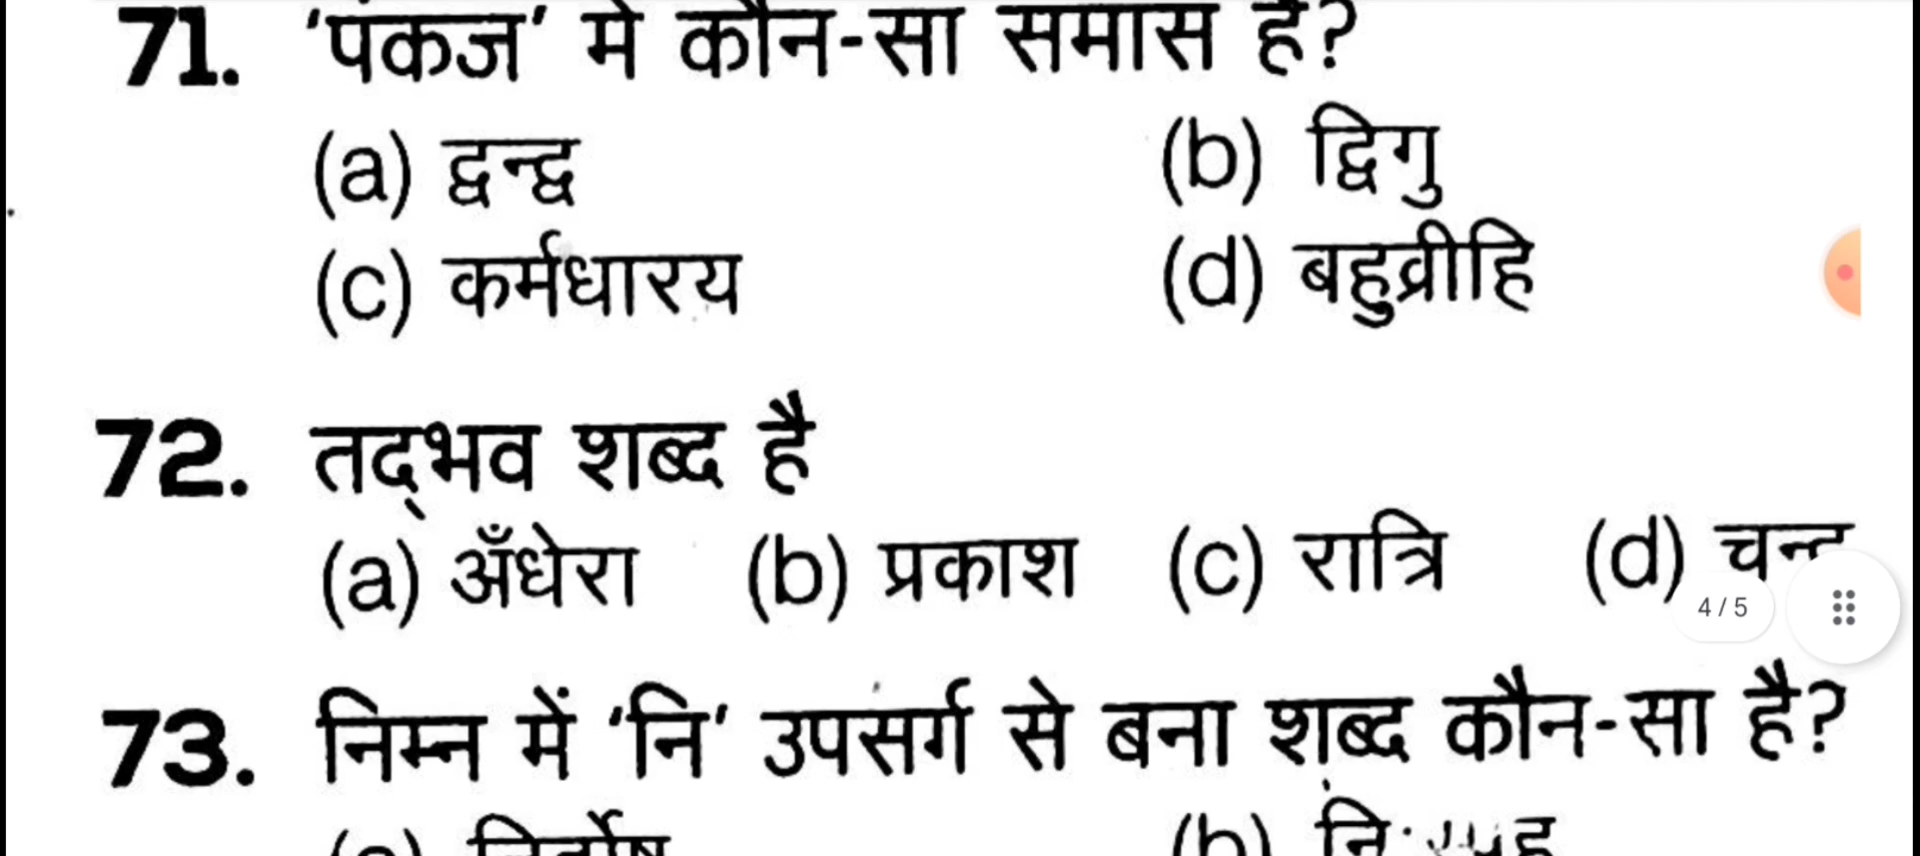 71. ‘पंकज’ में कौन-सा समास है?
(a) द्वन्द्व (b) द्विगु
(c) कर्मधारय (d) बहुव्रीहि
72. तद्‌भव शब्द है
(a) अँधेरा (b) प्रकाश (c) रात्रि (d)
4 / 5
73. निम्न में ‘नि’ उपसर्ग से बना शब्द कौन-सा है?